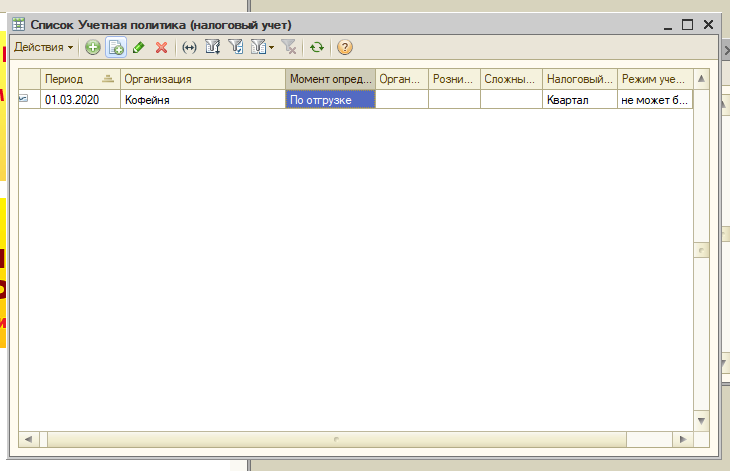 Список Учетная политика (налоговый учет)
Действия
Период Организация Момент опред... Орган... Розни... Сложны... Налоговый... Режим уче...
01.03.2020 Кофейня По отгрузке Квартал не может б...